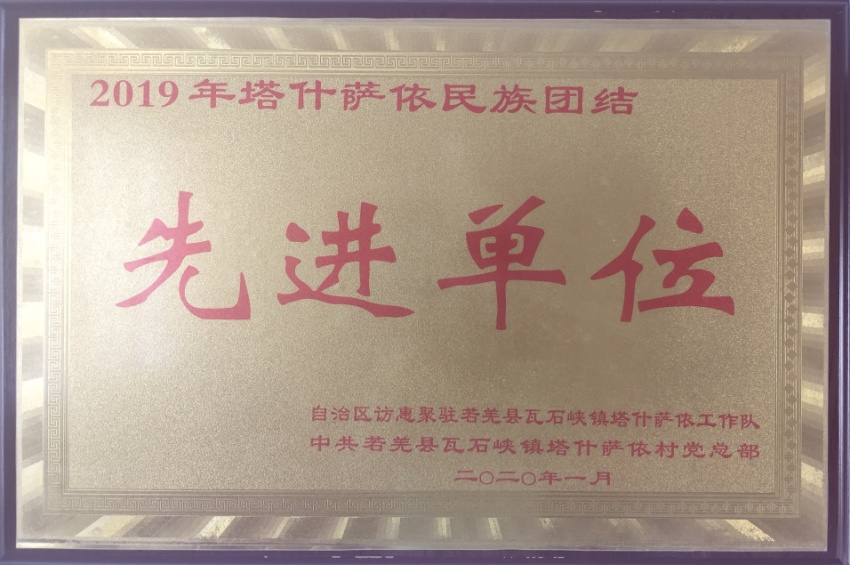 2019年塔什萨依民族团结
先进单位
自治区访惠聚驻若羌县瓦石峡镇塔什萨依工作队
中共若羌县瓦石峡镇塔什萨依村党总部
二〇二〇年一月